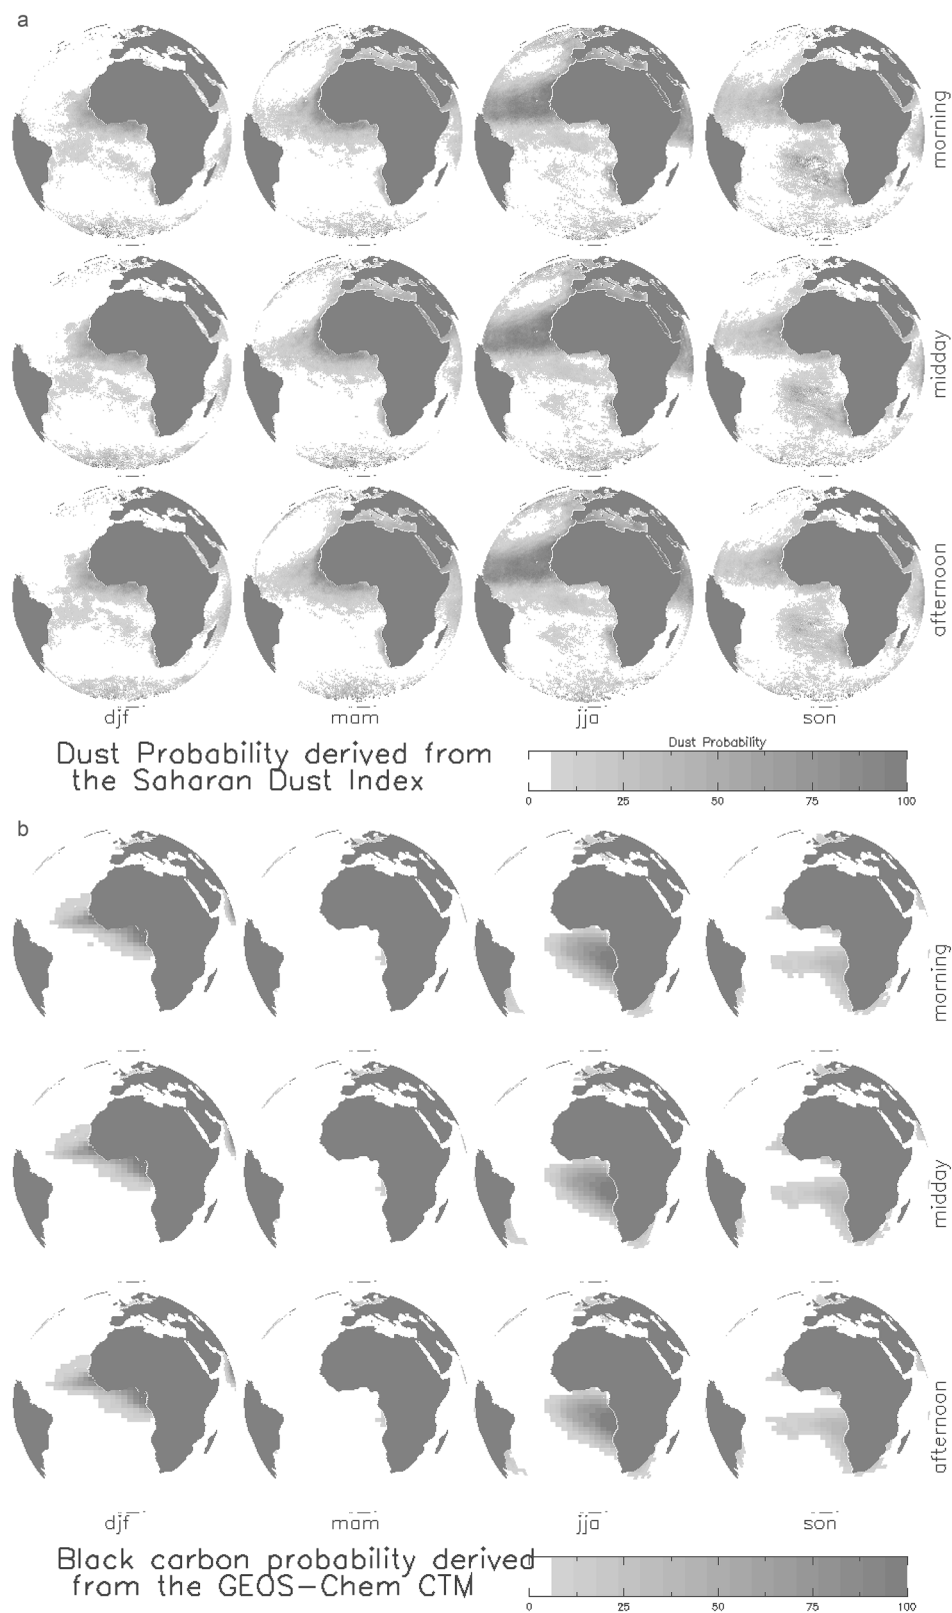 a
morning
midday
afternoon
djf mam jja son
Dust Probability derived from
the Saharan Dust Index
Dust Probability
0 25 50 75 100
b
morning
midday
afternoon
djf mam jja son
Black carbon probability derived
from the GEOS-Chem CTM
0 25 50 75 100